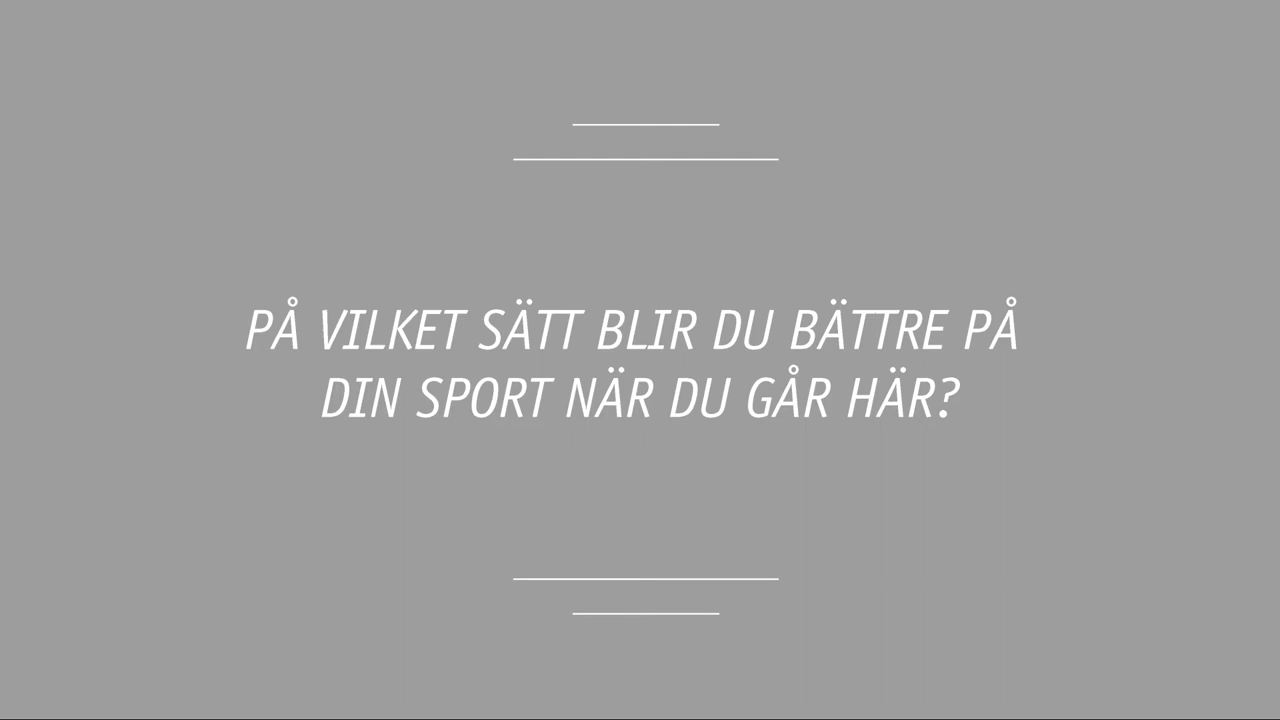 PÅ VILKET SÄTT BLIR DU BÄTTRE PÅ
DIN SPORT NÄR DU GÅR HÄR?